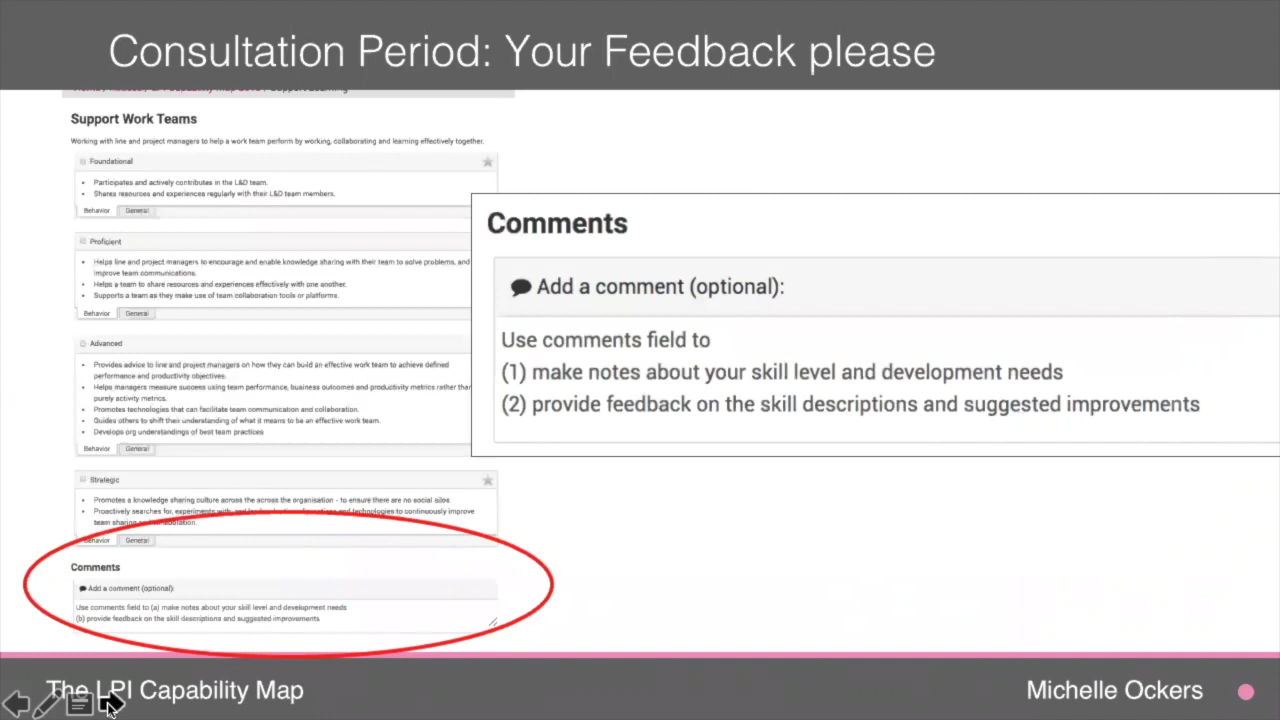 Consultation Period: Your Feedback please
Support Work Teams
Working with line and project managers to help a work team perform by working, collaborating and learning effectively together.
Foundational
• Participates and actively contributes in the L&D team.
• Shares resources and experiences regularly with their L&D team members.
Behavior General
Proficient
• Helps line and project managers to encourage and enable knowledge sharing with their team to solve problems, and
improve team communications.
• Helps a team to share resources and experiences effectively with one another.
• Supports a team as they make use of team collaboration tools or platforms.
Behavior General
Advanced
• Provides advice to line and project managers on how they can build an effective work team to achieve defined
performance and productivity objectives.
• Helps managers measure success using team performance, business outcomes and productivity metrics rather than
purely activity metrics.
• Promotes technologies that can facilitate team communication and collaboration.
• Guides others to shift their understanding of what it means to be an effective work team.
• Develops org understandings of best team practices
Behavior General
Strategic
• Promotes a knowledge sharing culture across the across the organisation - to ensure there are no social silos
• Proactively searches for, experiments with, and technologies to continuously improve
team sharing
Behavior General
Comments
Add a comment (optional):
Use comments field to (a) make notes about your skill level and development needs
(b) provide feedback on the skill descriptions and suggested improvements
Comments
Add a comment (optional):
Use comments field to
(1) make notes about your skill level and development needs
(2) provide feedback on the skill descriptions and suggested improvements
The LPI Capability Map
Michelle Ockers